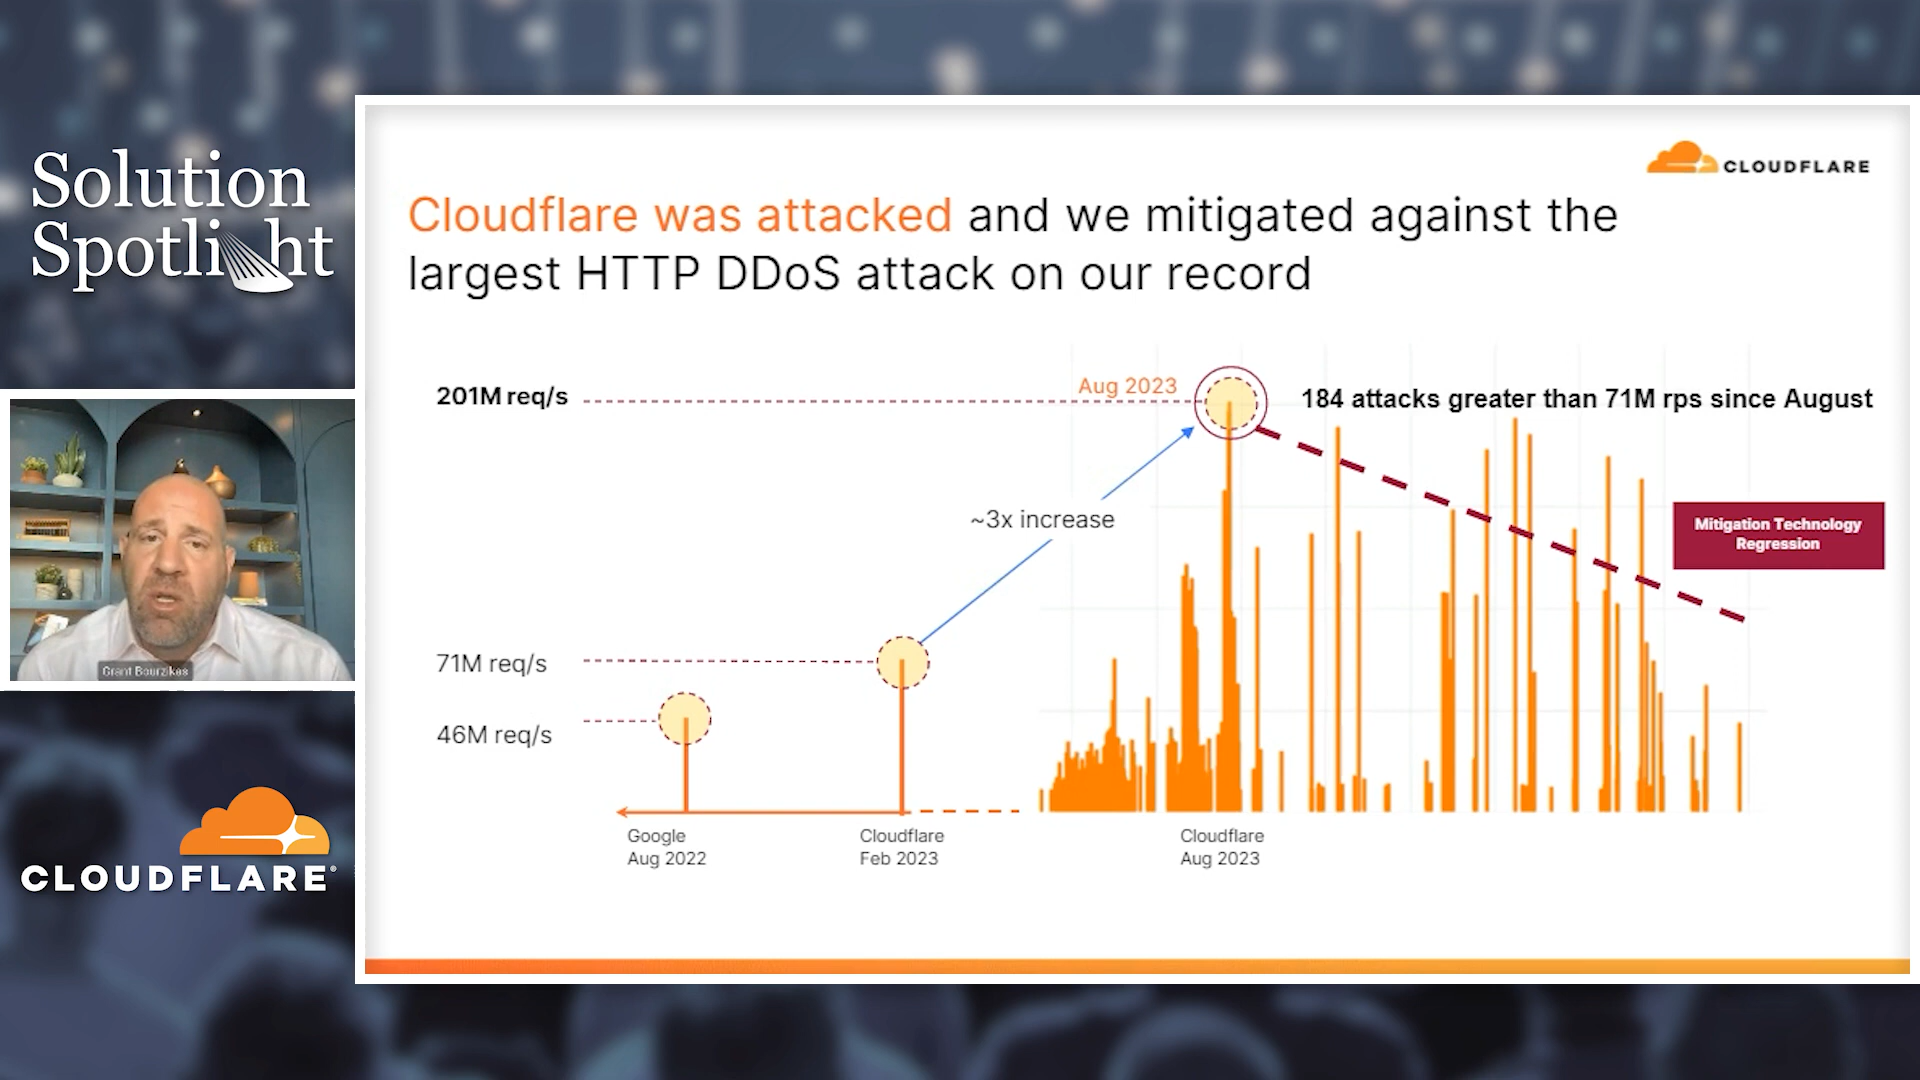 Solution
Spotlight
Grant Bourzikas
CLOUDFLARE
CLOUDFLARE
Cloudflare was attacked and we mitigated against the
largest HTTP DDoS attack on our record
201M req/s
Aug 2023
184 attacks greater than 71M rps since August
~3x increase
Mitigation Technology
Regression
71M req/s
46M req/s
Google
Aug 2022
Cloudflare
Feb 2023
Cloudflare
Aug 2023